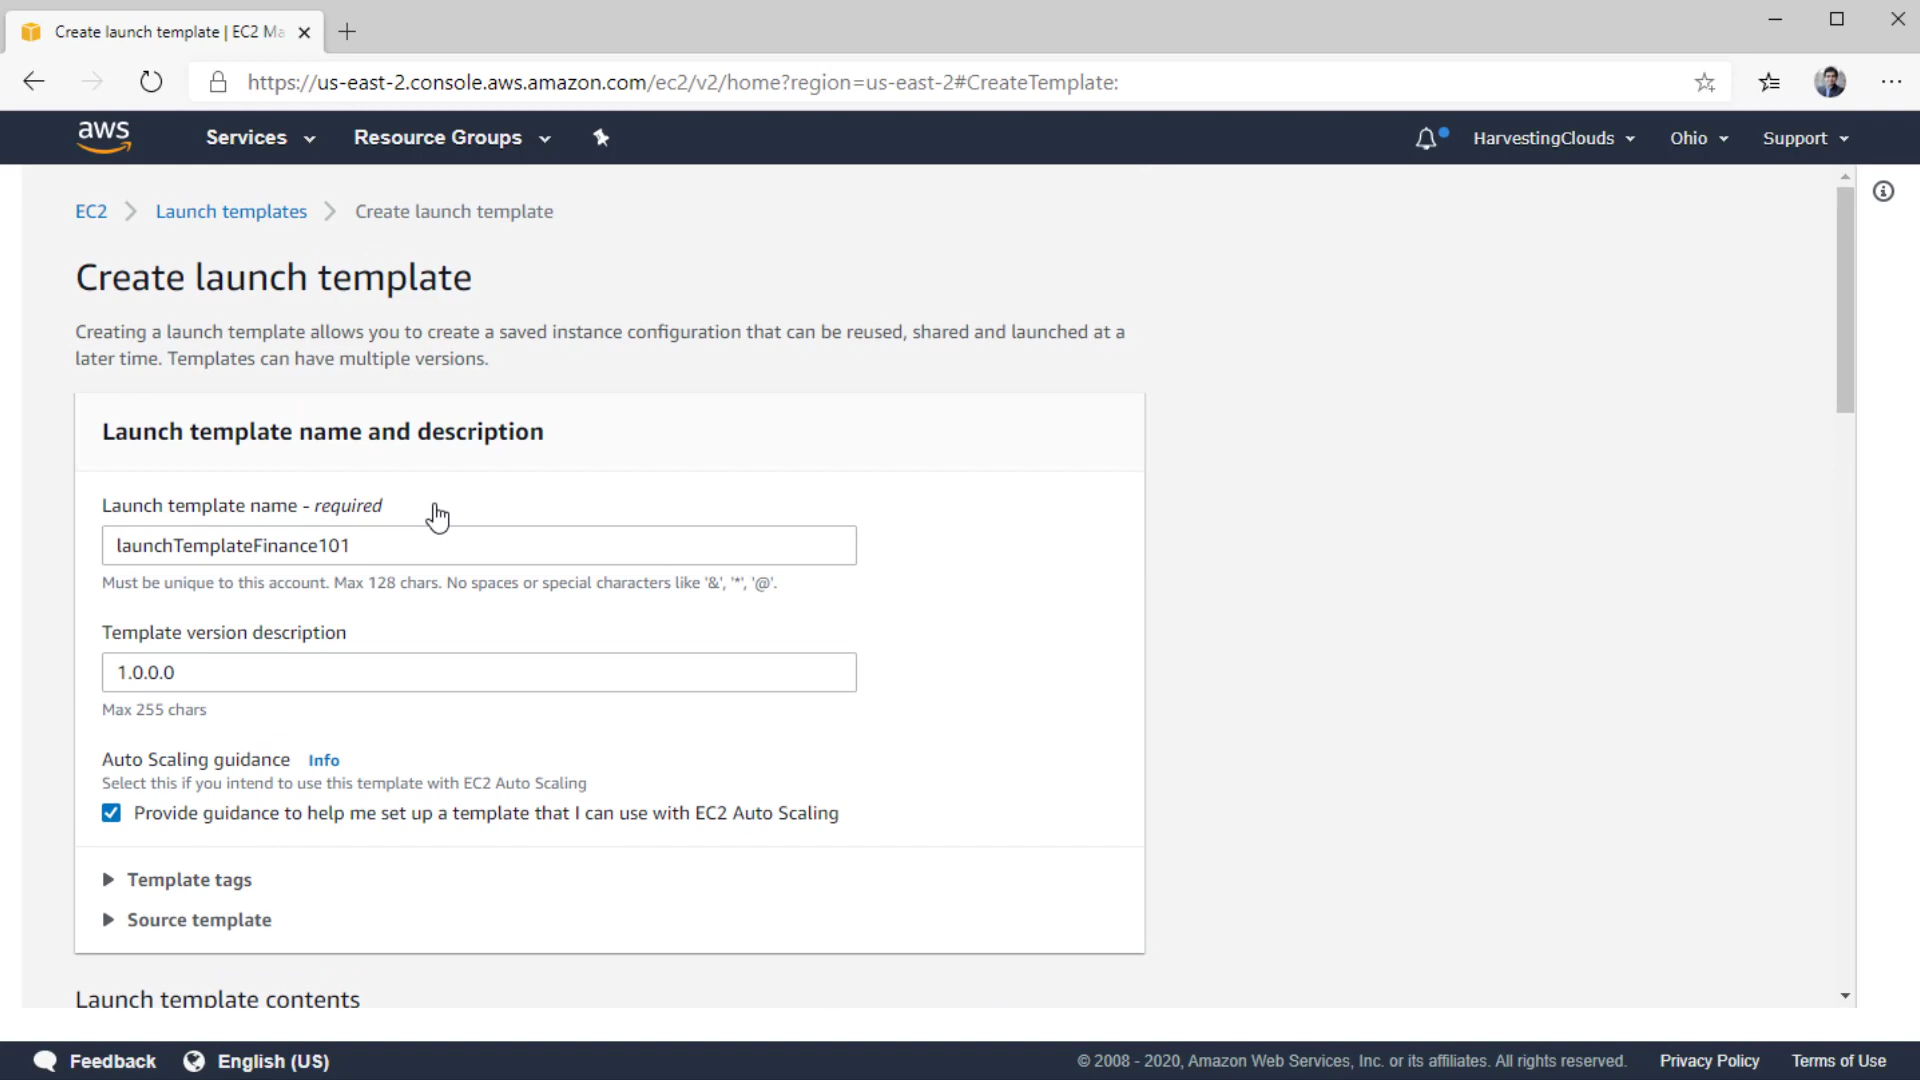 Create launch template | EC2 Ma
https://us-east-2.console.aws.amazon.com/ec2/v2/home?region=us-east-2#CreateTemplate:
aws Services Resource Groups HarvestingClouds Ohio Support
EC2 Launch templates Create launch template
Create launch template
Creating a launch template allows you to create a saved instance configuration that can be reused, shared and launched at a
later time. Templates can have multiple versions.
Launch template name and description
Launch template name - required
launchTemplateFinance101
Must be unique to this account. Max 128 chars. No spaces or special characters like '&', '*', '@'.
Template version description
1.0.0.0
Max 255 chars
Auto Scaling guidance Info
Select this if you intend to use this template with EC2 Auto Scaling
Provide guidance to help me set up a template that I can use with EC2 Auto Scaling
Template tags
Source template
Launch template contents
Feedback English (US) © 2008 - 2020, Amazon Web Services, Inc. or its affiliates. All rights reserved. Privacy Policy Terms of Use